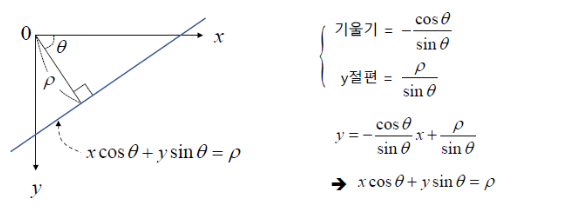 0
x
θ
ρ
x cos θ + y sin θ = ρ
y
기울기 = −cos θ / sin θ
y절편 = ρ / sin θ
y = −(cos θ / sin θ) x + ρ / sin θ
➔ x cos θ + y sin θ = ρ